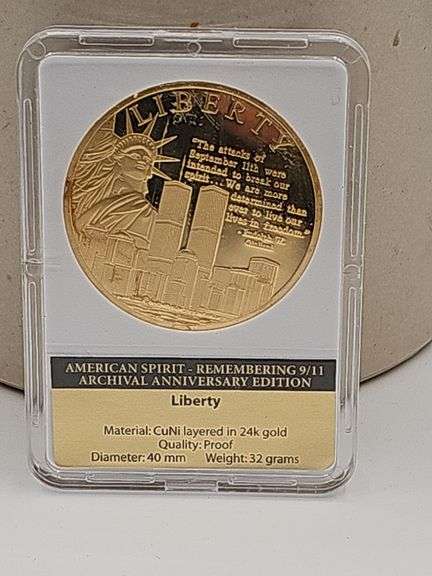 LIBERTY
"The attacks of
September 11th were
intended to break our
spirit... We are more
determined than
ever to live our
lives in freedom"
- Rudolph W.
Giuliani
AMERICAN SPIRIT - REMEMBERING 9/11
ARCHIVAL ANNIVERSARY EDITION
Liberty
Material: CuNi layered in 24k gold
Quality: Proof
Diameter: 40 mm Weight: 32 grams